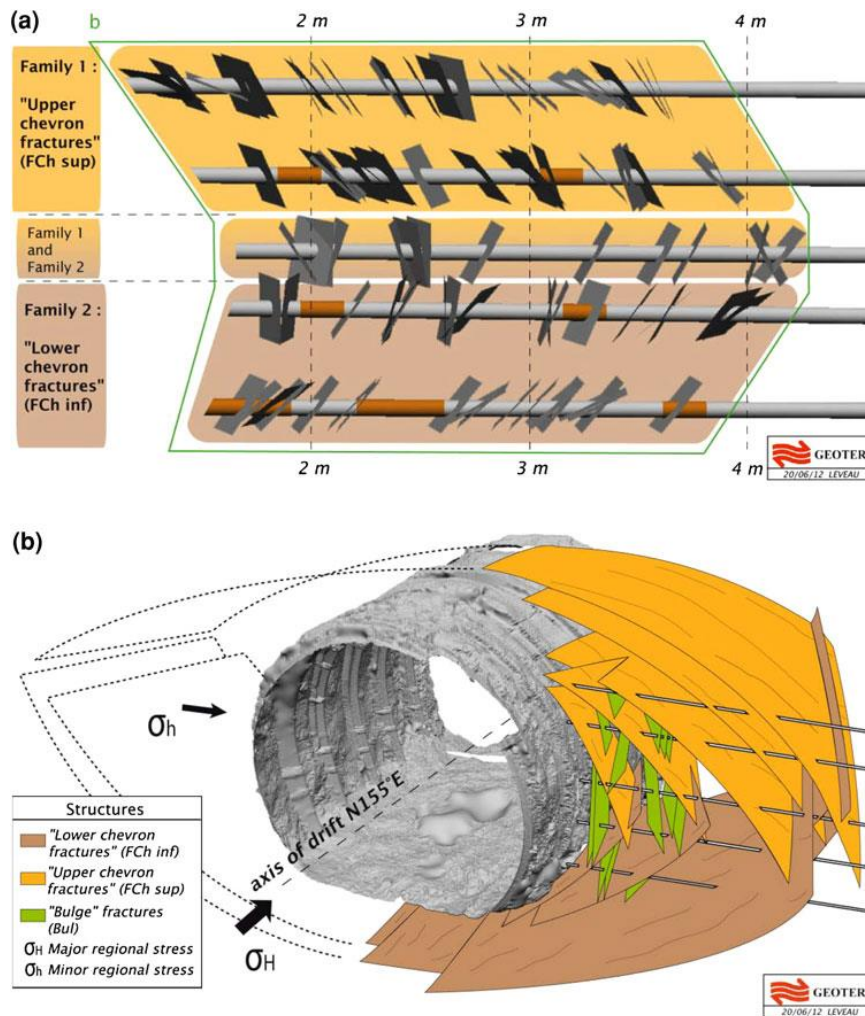 (a)
b
2 m
3 m
4 m
Family 1 :
"Upper
chevron
fractures"
(FCh sup)
Family 1
and
Family 2
Family 2 :
"Lower
chevron
fractures"
(FCh inf)
2 m
3 m
4 m
GEOTER
20/06/12 LEVEAU
(b)
σh
axis of drift N155°E
σH
Structures
"Lower chevron
fractures" (FCh inf)
"Upper chevron
fractures" (FCh sup)
"Bulge" fractures
(Bul)
σH Major regional stress
σh Minor regional stress
GEOTER
20/06/12 LEVEAU